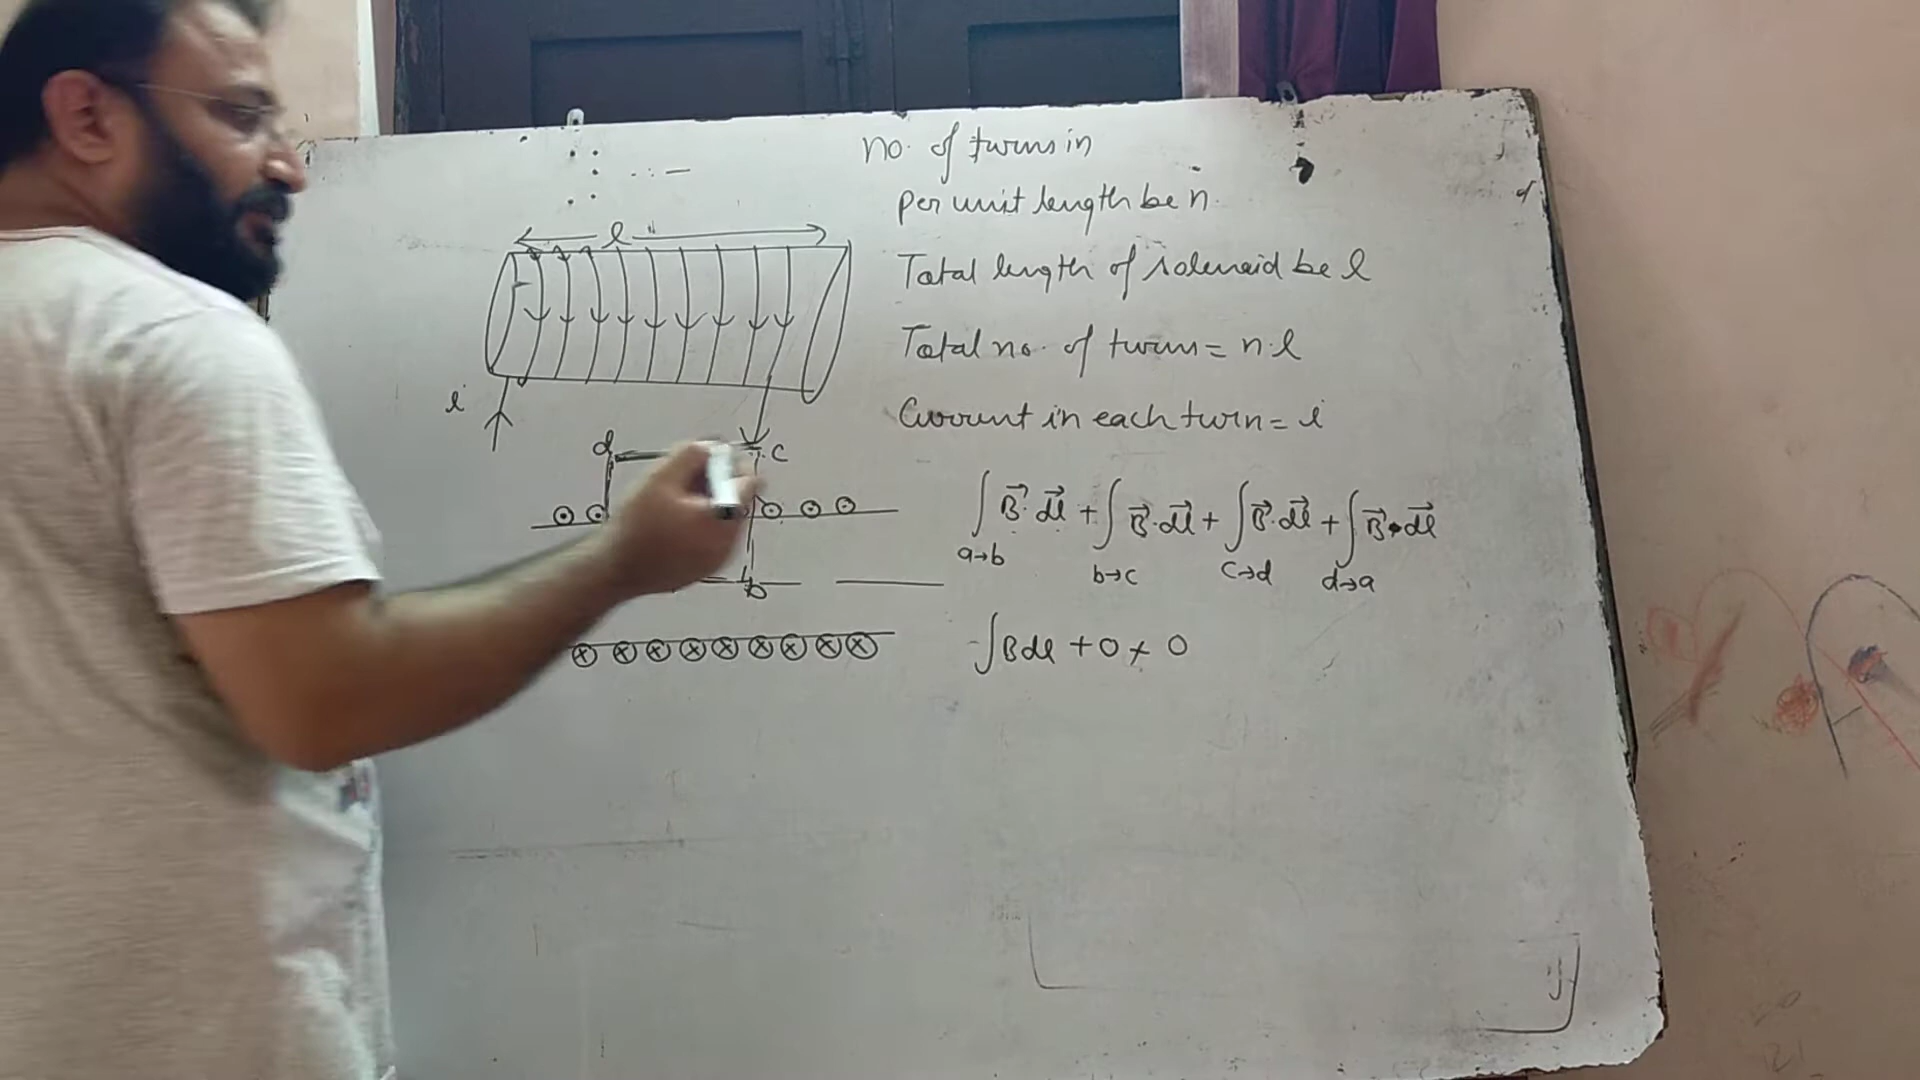 no. of turns in
per unit length be n.
Total length of solenoid be l
Total no. of turn = n.l
Current in each turn = i
l
i
d
c
b
∫ B⃗.dl⃗ + ∫ B⃗.dl⃗ + ∫ B⃗.dl⃗ + ∫ B⃗.dl⃗
a→b b→c c→d d→a
∫Bdl + 0 + 0